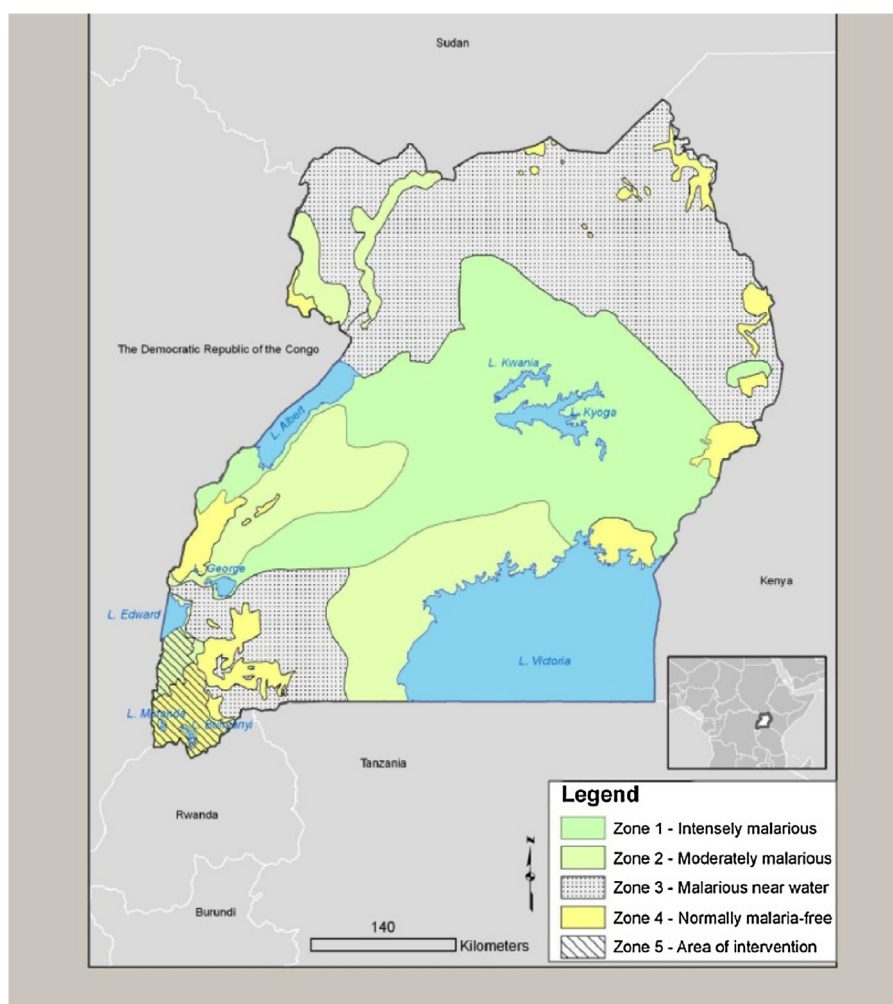 Sudan
The Democratic Republic of the Congo
L. Kwania
L. Kyoga
L. Albert
L. George
L. Edward
Kenya
L. Victoria
L. Mutanda
L. Bunyonyi
Tanzania
Rwanda
Burundi
N
140
Kilometers
Legend
Zone 1 - Intensely malarious
Zone 2 - Moderately malarious
Zone 3 - Malarious near water
Zone 4 - Normally malaria-free
Zone 5 - Area of intervention